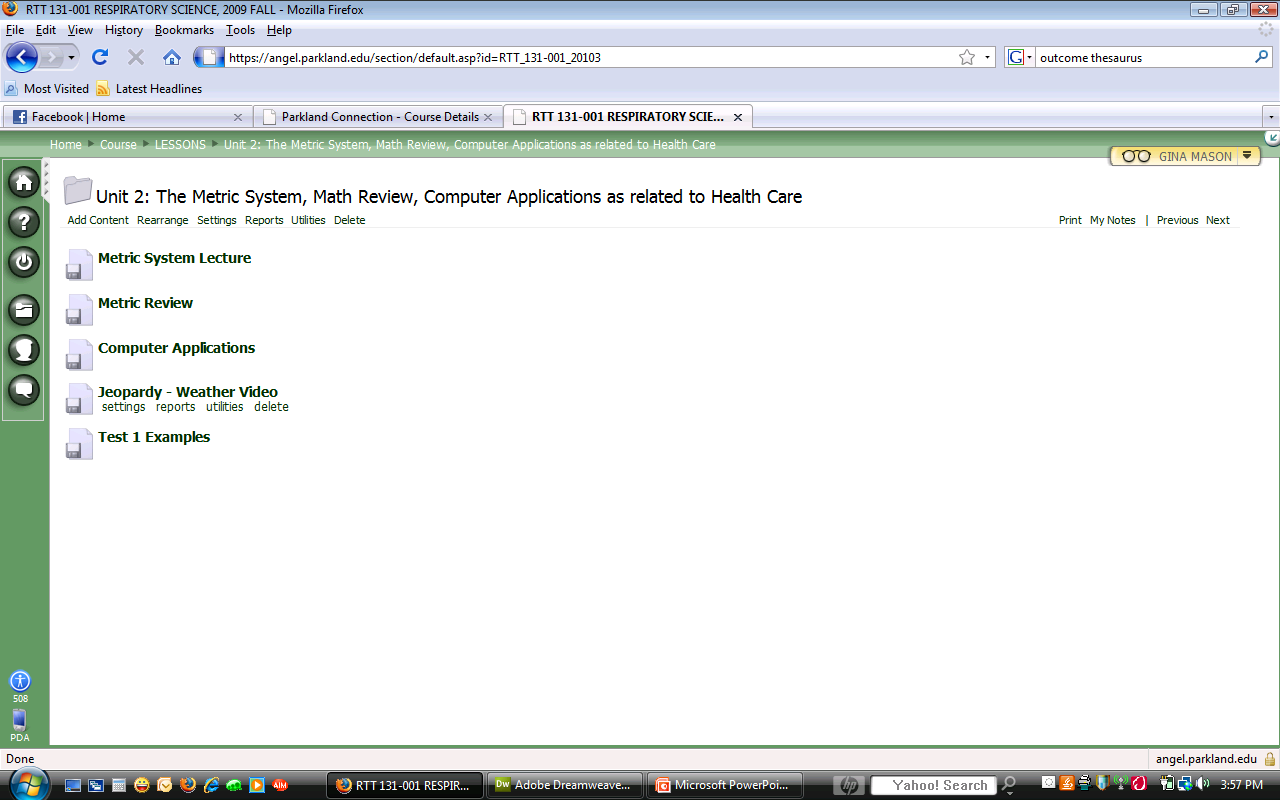 RTT 131-001 RESPIRATORY SCIENCE, 2009 FALL - Mozilla Firefox
File Edit View History Bookmarks Tools Help
https://angel.parkland.edu/section/default.asp?id=RTT_131-001_20103
outcome thesaurus
Most Visited Latest Headlines
Facebook | Home
Parkland Connection - Course Details
RTT 131-001 RESPIRATORY SCIE...
Home Course LESSONS Unit 2: The Metric System, Math Review, Computer Applications as related to Health Care
GINA MASON
Unit 2: The Metric System, Math Review, Computer Applications as related to Health Care
Add Content Rearrange Settings Reports Utilities Delete
Print My Notes | Previous Next
Metric System Lecture
Metric Review
Computer Applications
Jeopardy - Weather Video
settings reports utilities delete
Test 1 Examples
508
PDA
Done
angel.parkland.edu
RTT 131-001 RESPIR...
Dw Adobe Dreamweave...
Microsoft PowerPoi...
hp
Yahoo! Search
3:57 PM